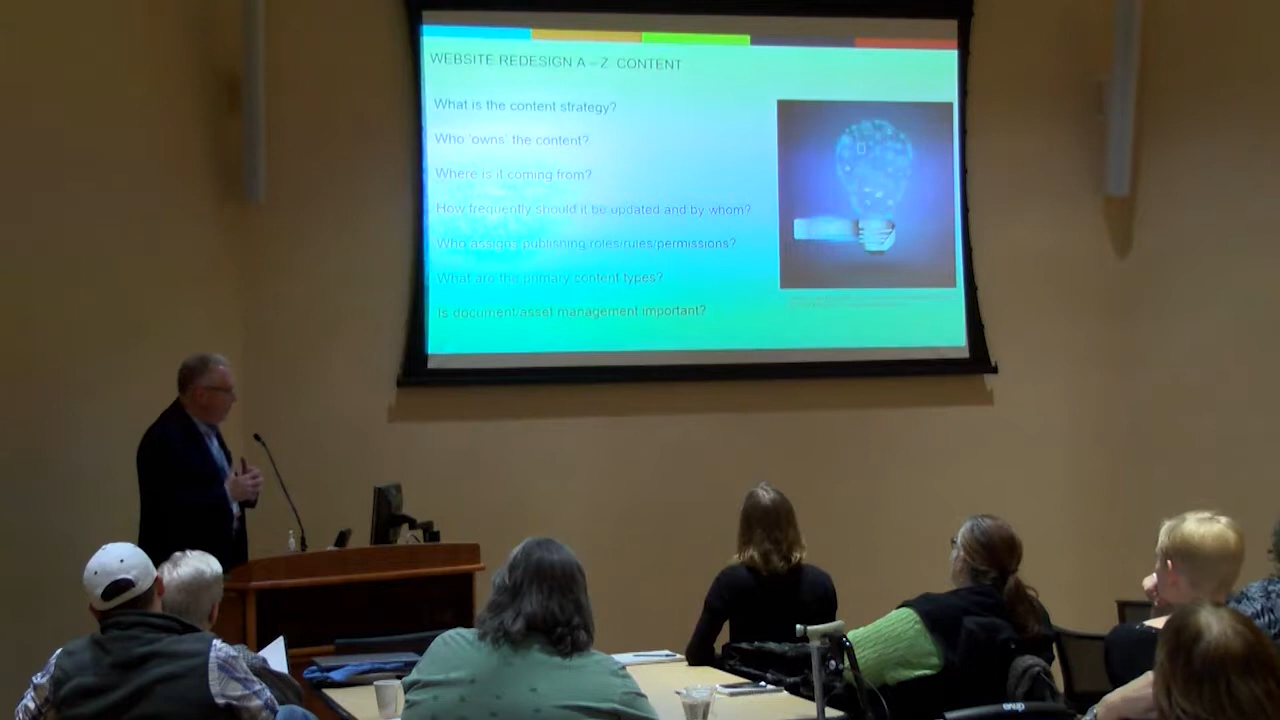 WEBSITE REDESIGN A – Z CONTENT
What is the content strategy?
Who 'owns' the content?
Where is it coming from?
How frequently should it be updated and by whom?
Who assigns publishing roles/rules/permissions?
What are the primary content types?
Is document/asset management important?
drive